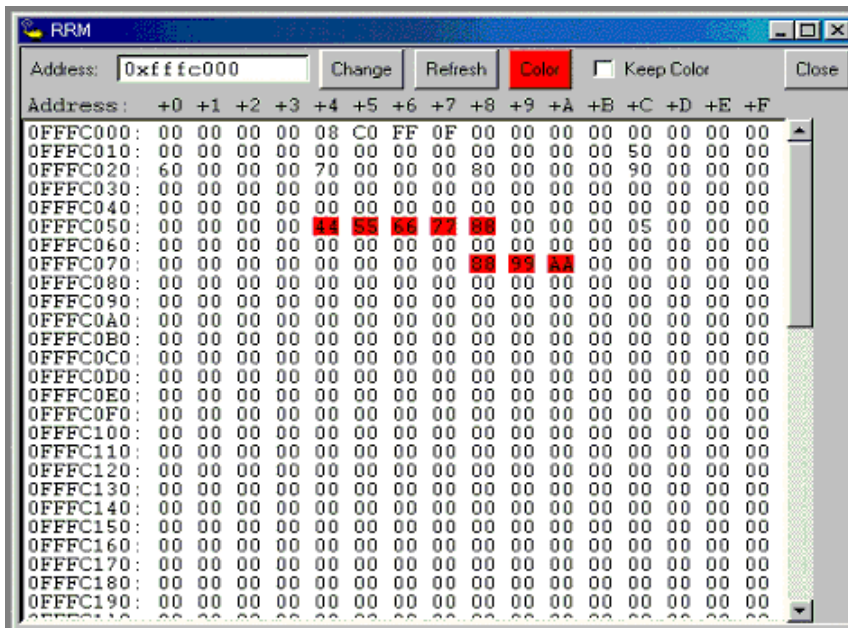 RRM
Address: 0xfffc000 Change Refresh Color Keep Color Close
Address: +0 +1 +2 +3 +4 +5 +6 +7 +8 +9 +A +B +C +D +E +F
0FFFC000: 00 00 00 00 08 C0 FF 0F 00 00 00 00 00 00 00 00
0FFFC010: 00 00 00 00 00 00 00 00 00 00 00 00 50 00 00 00
0FFFC020: 60 00 00 00 70 00 00 00 80 00 00 00 90 00 00 00
0FFFC030: 00 00 00 00 00 00 00 00 00 00 00 00 00 00 00 00
0FFFC040: 00 00 00 00 00 00 00 00 00 00 00 00 00 00 00 00
0FFFC050: 00 00 00 00 44 55 66 77 88 00 00 00 05 00 00 00
0FFFC060: 00 00 00 00 00 00 00 00 00 00 00 00 00 00 00 00
0FFFC070: 00 00 00 00 00 00 00 00 88 99 AA 00 00 00 00 00
0FFFC080: 00 00 00 00 00 00 00 00 00 00 00 00 00 00 00 00
0FFFC090: 00 00 00 00 00 00 00 00 00 00 00 00 00 00 00 00
0FFFC0A0: 00 00 00 00 00 00 00 00 00 00 00 00 00 00 00 00
0FFFC0B0: 00 00 00 00 00 00 00 00 00 00 00 00 00 00 00 00
0FFFC0C0: 00 00 00 00 00 00 00 00 00 00 00 00 00 00 00 00
0FFFC0D0: 00 00 00 00 00 00 00 00 00 00 00 00 00 00 00 00
0FFFC0E0: 00 00 00 00 00 00 00 00 00 00 00 00 00 00 00 00
0FFFC0F0: 00 00 00 00 00 00 00 00 00 00 00 00 00 00 00 00
0FFFC100: 00 00 00 00 00 00 00 00 00 00 00 00 00 00 00 00
0FFFC110: 00 00 00 00 00 00 00 00 00 00 00 00 00 00 00 00
0FFFC120: 00 00 00 00 00 00 00 00 00 00 00 00 00 00 00 00
0FFFC130: 00 00 00 00 00 00 00 00 00 00 00 00 00 00 00 00
0FFFC140: 00 00 00 00 00 00 00 00 00 00 00 00 00 00 00 00
0FFFC150: 00 00 00 00 00 00 00 00 00 00 00 00 00 00 00 00
0FFFC160: 00 00 00 00 00 00 00 00 00 00 00 00 00 00 00 00
0FFFC170: 00 00 00 00 00 00 00 00 00 00 00 00 00 00 00 00
0FFFC180: 00 00 00 00 00 00 00 00 00 00 00 00 00 00 00 00
0FFFC190: 00 00 00 00 00 00 00 00 00 00 00 00 00 00 00 00